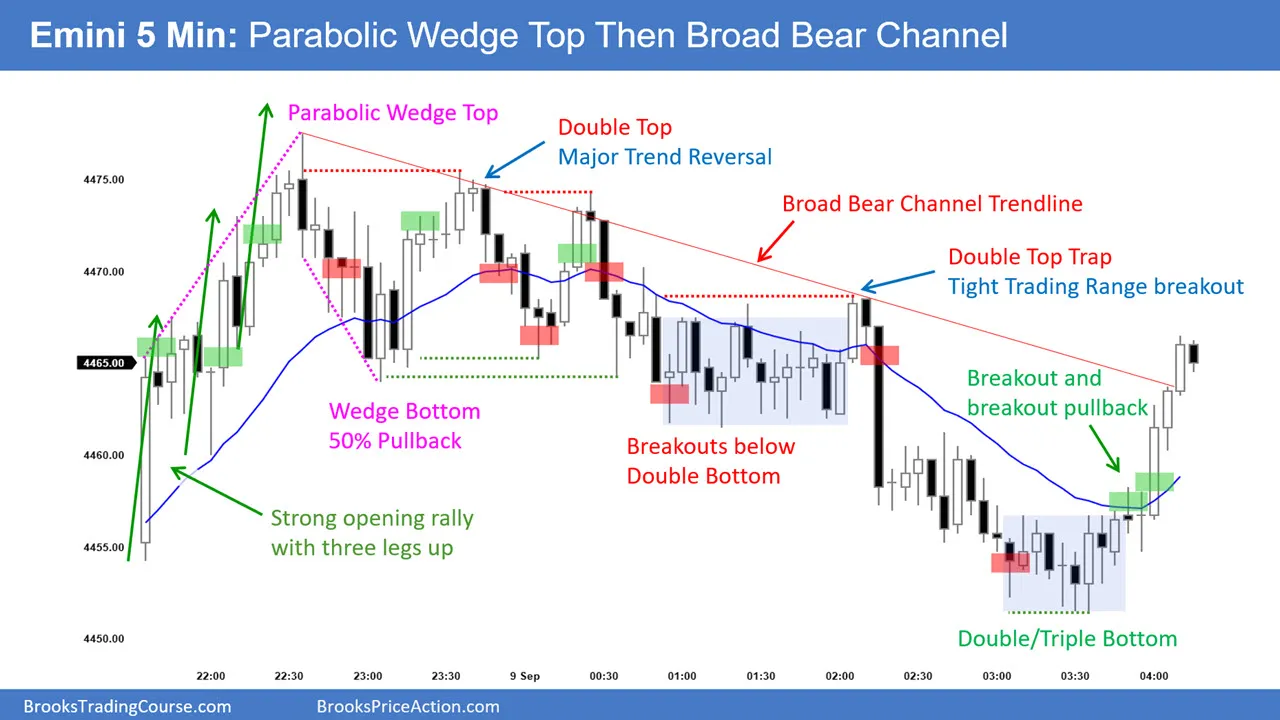 Emini 5 Min: Parabolic Wedge Top Then Broad Bear Channel
Parabolic Wedge Top
Double Top
Major Trend Reversal
Broad Bear Channel Trendline
Double Top Trap
Tight Trading Range breakout
4475.00
4470.00
4465.00
4460.00
4455.00
4450.00
Wedge Bottom
50% Pullback
Breakouts below
Double Bottom
Breakout and
breakout pullback
Strong opening rally
with three legs up
Double/Triple Bottom
22:00
22:30
23:00
23:30
9 Sep
00:30
01:00
01:30
02:00
02:30
03:00
03:30
04:00
BrooksTradingCourse.com
BrooksPriceAction.com